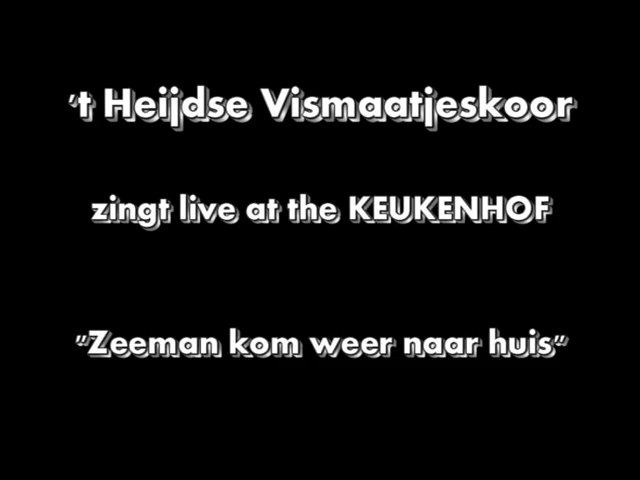 't Heijdse Vismaatjeskoor
zingt live at the KEUKENHOF
"Zeeman kom weer naar huis"